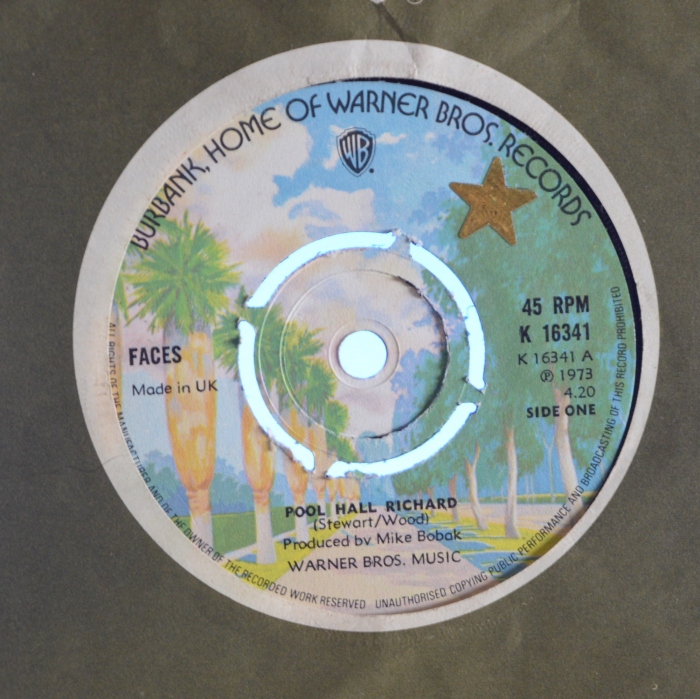 BURBANK, HOME OF WARNER BROS. RECORDS
WB
45 RPM
K 16341
K 16341 A
℗ 1973
4.20
SIDE ONE
FACES
Made in UK
POOL HALL RICHARD
(Stewart/Wood)
Produced by Mike Bobak
WARNER BROS. MUSIC
ALL RIGHTS OF THE MANUFACTURER AND OF THE OWNER OF THE RECORDED WORK RESERVED UNAUTHORISED COPYING PUBLIC PERFORMANCE AND BROADCASTING OF THIS RECORD PROHIBITED